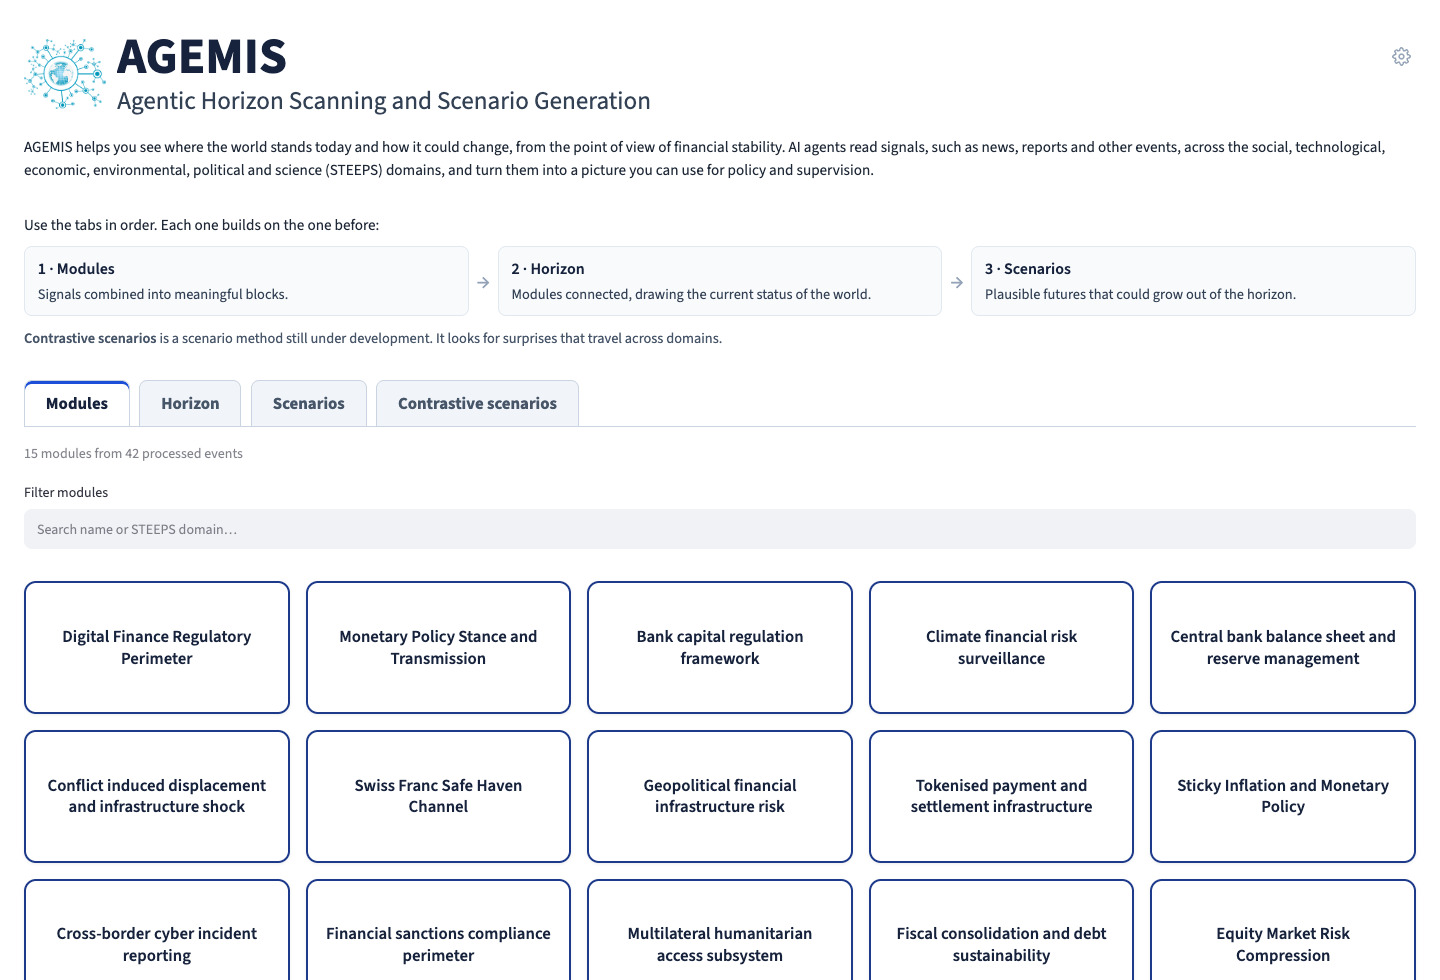 AGEMIS
Agentic Horizon Scanning and Scenario Generation
AGEMIS helps you see where the world stands today and how it could change, from the point of view of financial stability. AI agents read signals, such as news, reports and other events, across the social, technological,
economic, environmental, political and science (STEEPS) domains, and turn them into a picture you can use for policy and supervision.
Use the tabs in order. Each one builds on the one before:
1 · Modules
Signals combined into meaningful blocks.
→
2 · Horizon
Modules connected, drawing the current status of the world.
→
3 · Scenarios
Plausible futures that could grow out of the horizon.
Contrastive scenarios is a scenario method still under development. It looks for surprises that travel across domains.
Modules
Horizon
Scenarios
Contrastive scenarios
15 modules from 42 processed events
Filter modules
Search name or STEEPS domain…
Digital Finance Regulatory
Perimeter
Monetary Policy Stance and
Transmission
Bank capital regulation
framework
Climate financial risk
surveillance
Central bank balance sheet and
reserve management
Conflict induced displacement
and infrastructure shock
Swiss Franc Safe Haven
Channel
Geopolitical financial
infrastructure risk
Tokenised payment and
settlement infrastructure
Sticky Inflation and Monetary
Policy
Cross-border cyber incident
reporting
Financial sanctions compliance
perimeter
Multilateral humanitarian
access subsystem
Fiscal consolidation and debt
sustainability
Equity Market Risk
Compression